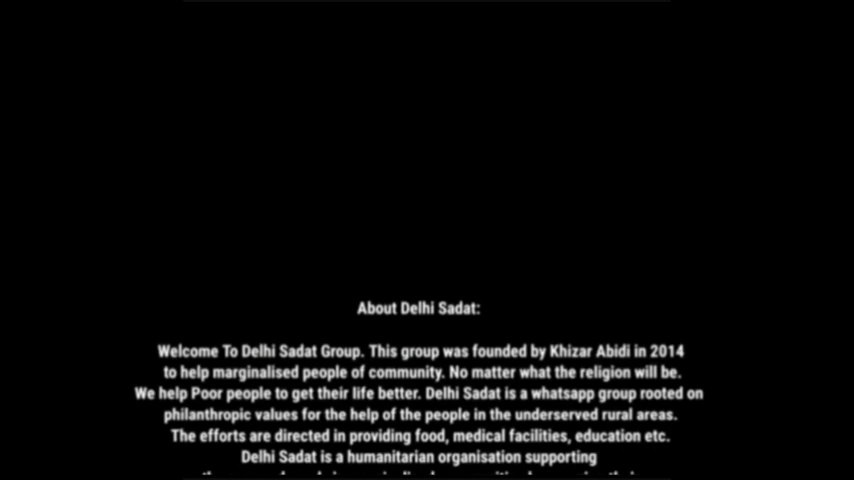 About Delhi Sadat:
Welcome To Delhi Sadat Group. This group was founded by Khizar Abidi in 2014
to help marginalised people of community. No matter what the religion will be.
We help Poor people to get their life better. Delhi Sadat is a whatsapp group rooted on
philanthropic values for the help of the people in the underserved rural areas.
The efforts are directed in providing food, medical facilities, education etc.
Delhi Sadat is a humanitarian organisation supporting